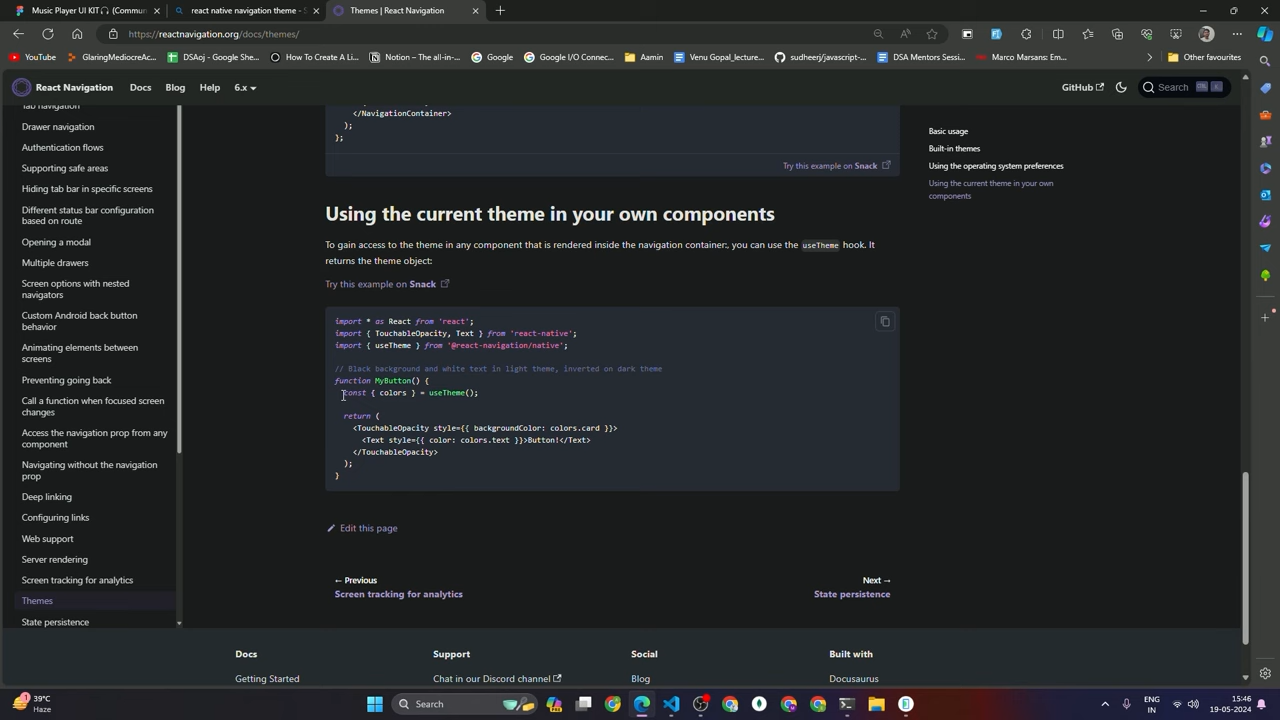 Music Player UI KIT🎧 (Commun
react native navigation theme - S
Themes | React Navigation
https://reactnavigation.org/docs/themes/
YouTube
GlaringMediocreAc...
DSAoj - Google She...
How To Create A Li...
Notion – The all-in-...
Google
Google I/O Connec...
Aamin
Venu Gopal_lecture...
sudheerj/javascript-...
DSA Mentors Sessi...
Marco Marsans: Em...
Other favourites
React Navigation
Docs
Blog
Help
6.x
GitHub
Search
Tab navigation
Drawer navigation
Authentication flows
Supporting safe areas
Hiding tab bar in specific screens
Different status bar configuration
based on route
Opening a modal
Multiple drawers
Screen options with nested
navigators
Custom Android back button
behavior
Animating elements between
screens
Preventing going back
Call a function when focused screen
changes
Access the navigation prop from any
component
Navigating without the navigation
prop
Deep linking
Configuring links
Web support
Server rendering
Screen tracking for analytics
Themes
State persistence
</NavigationContainer>
);
};
Try this example on Snack
Using the current theme in your own components
To gain access to the theme in any component that is rendered inside the navigation container:, you can use the useTheme hook. It
returns the theme object:
Try this example on Snack
import * as React from 'react';
import { TouchableOpacity, Text } from 'react-native';
import { useTheme } from '@react-navigation/native';
// Black background and white text in light theme, inverted on dark theme
function MyButton() {
const { colors } = useTheme();
return (
<TouchableOpacity style={{ backgroundColor: colors.card }}>
<Text style={{ color: colors.text }}>Button!</Text>
</TouchableOpacity>
);
}
Edit this page
← Previous
Screen tracking for analytics
Next →
State persistence
Basic usage
Built-in themes
Using the operating system preferences
Using the current theme in your own
components
Docs
Support
Social
Built with
Getting Started
Chat in our Discord channel
Blog
Docusaurus
39°C
Haze
Search
ENG
IN
15:46
19-05-2024